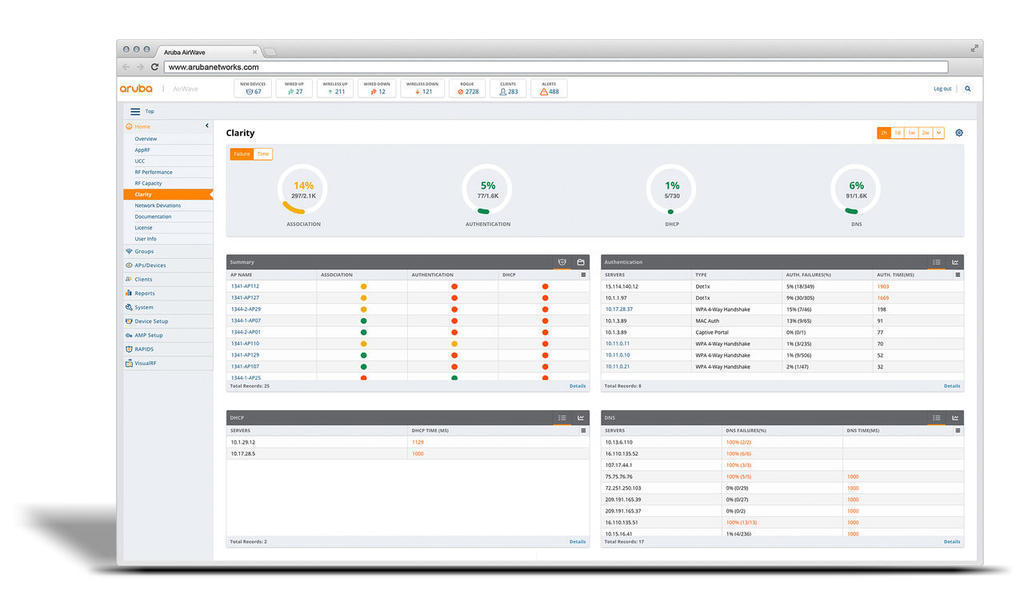 Aruba AirWave
www.arubanetworks.com
aruba | AirWave
NEW DEVICES 67
WIRED UP 27
WIRELESS UP 211
WIRED DOWN 12
WIRELESS DOWN 121
ROGUE 2728
CLIENTS 283
ALERTS 488
Log out
Top
Home
Overview
AppRF
UCC
RF Performance
RF Capacity
Clarity
Network Deviations
Documentation
License
User Info
Groups
APs/Devices
Clients
Reports
System
Device Setup
AMP Setup
RAPIDS
VisualRF
Clarity
2h 1d 1w 2w
Failure Time
14%
297/2.1K
ASSOCIATION
5%
77/1.6K
AUTHENTICATION
1%
5/730
DHCP
6%
91/1.6K
DNS
Summary
AP NAME ASSOCIATION AUTHENTICATION DHCP
1341-AP112
1341-AP127
1344-2-AP29
1344-1-AP07
1344-2-AP01
1341-AP110
1341-AP129
1341-AP107
1344-1-AP25
Total Records: 25 Details
Authentication
SERVERS TYPE AUTH. FAILURES(%) AUTH. TIME(MS)
15.114.140.12 Dot1x 5% (18/349) 1903
10.1.1.97 Dot1x 9% (30/305) 1669
10.17.28.37 WPA 4-Way Handshake 15% (7/46) 198
10.1.3.89 MAC Auth 13% (9/65) 91
10.1.3.89 Captive Portal 0% (0/1) 77
10.11.0.11 WPA 4-Way Handshake 1% (3/235) 70
10.11.0.10 WPA 4-Way Handshake 1% (9/506) 52
10.11.0.21 WPA 4-Way Handshake 2% (1/47) 32
Total Records: 8 Details
DHCP
SERVERS DHCP TIME (MS)
10.1.29.12 1129
10.17.28.5 1000
Total Records: 2 Details
DNS
SERVERS DNS FAILURES(%) DNS TIME(MS)
10.13.6.110 100% (2/2)
16.110.135.52 100% (6/6)
107.17.44.1 100% (3/3)
75.75.76.76 100% (5/5) 1000
72.251.250.103 0% (0/29) 1000
209.191.165.39 0% (0/27) 1000
209.191.165.37 0% (0/2) 1000
16.110.135.51 100% (13/13) 1000
10.15.16.41 1% (4/236) 1000
Total Records: 17 Details